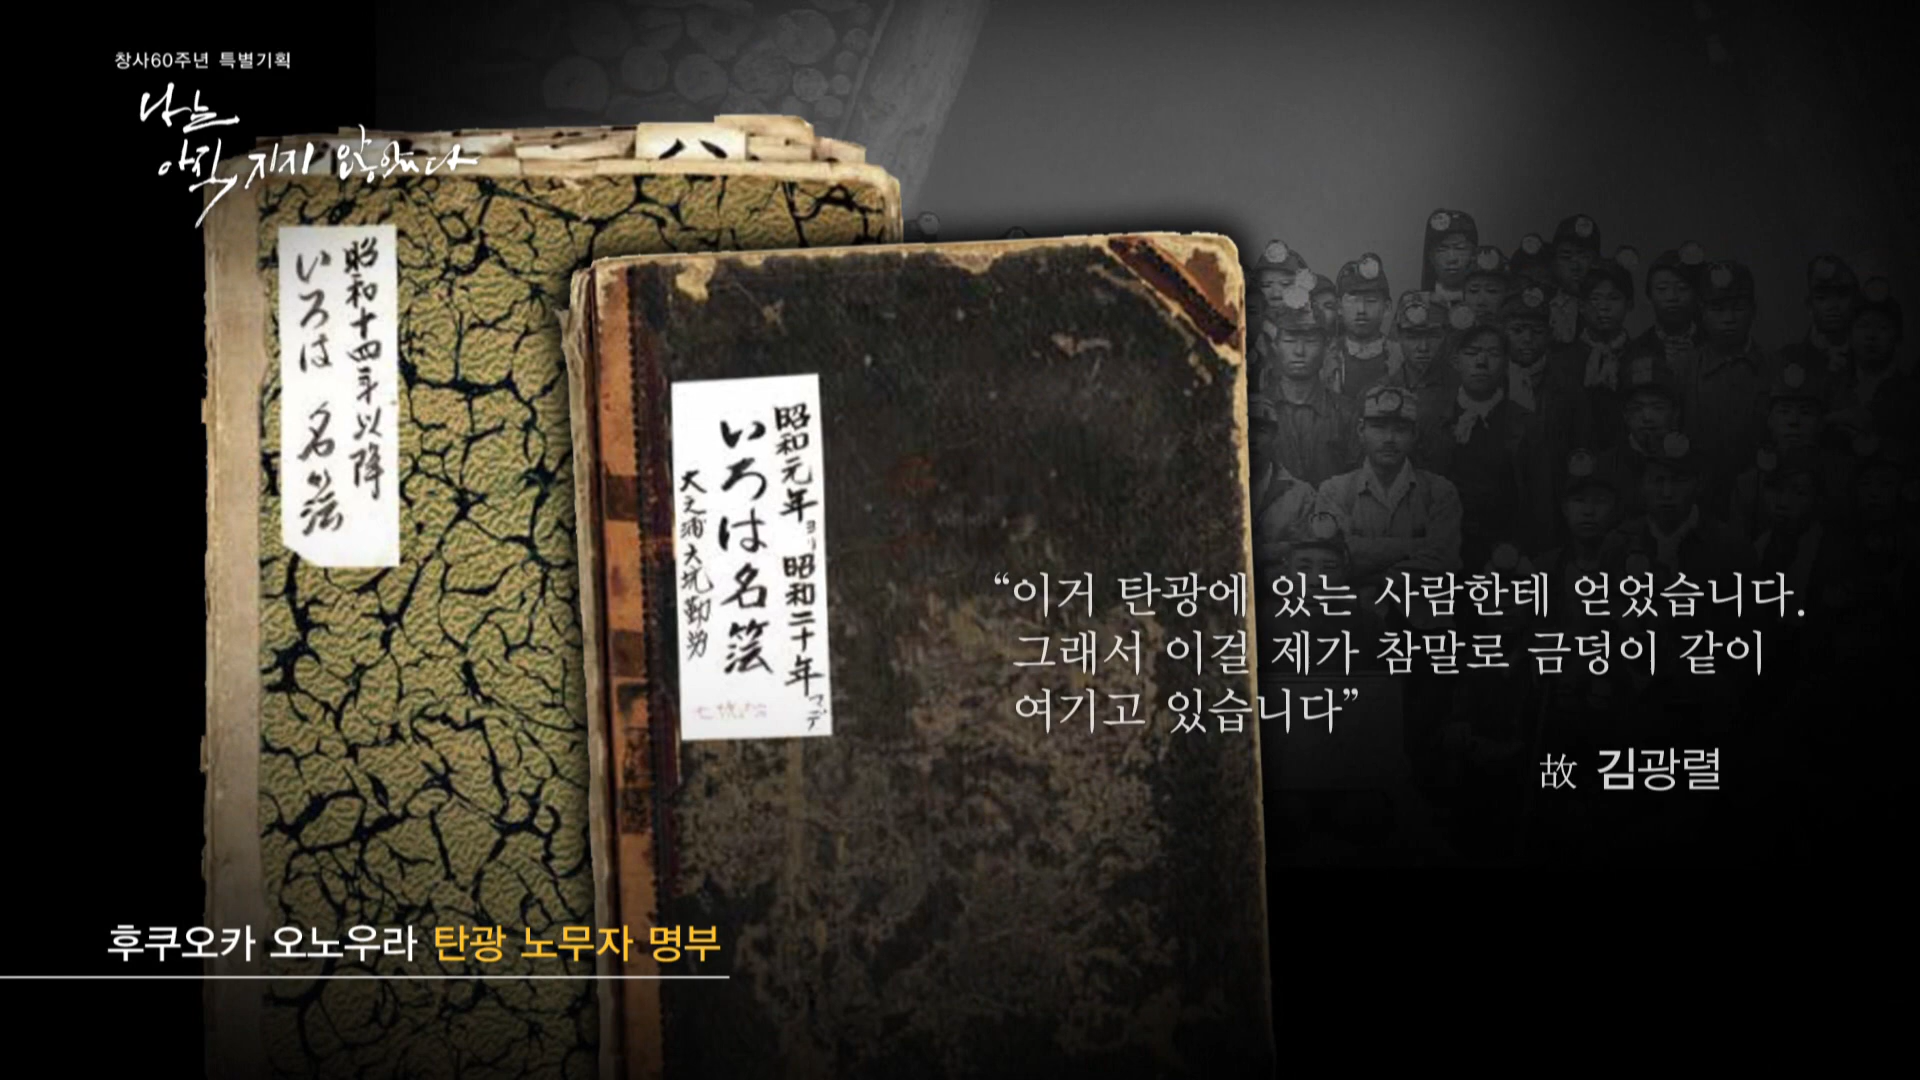 창사60주년 특별기획
나는
아직 지지 않았다
八
昭和十四年以降
いろは 名簿
昭和元年ヨリ 昭和二十年マデ
いろは名簿
大之浦大坑勤労
“이거 탄광에 있는 사람한테 얻었습니다.
그래서 이걸 제가 참말로 금덩이 같이
여기고 있습니다”
故 김광렬
후쿠오카 오노우라 탄광 노무자 명부